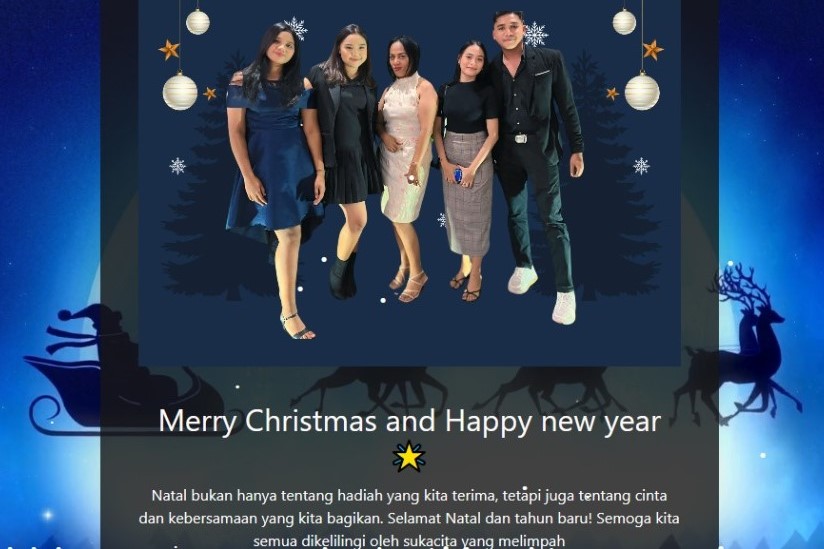 Merry Christmas and Happy new year
🌟
Natal bukan hanya tentang hadiah yang kita terima, tetapi juga tentang cinta
dan kebersamaan yang kita bagikan. Selamat Natal dan tahun baru! Semoga kita
semua dikelilingi oleh sukacita yang melimpah